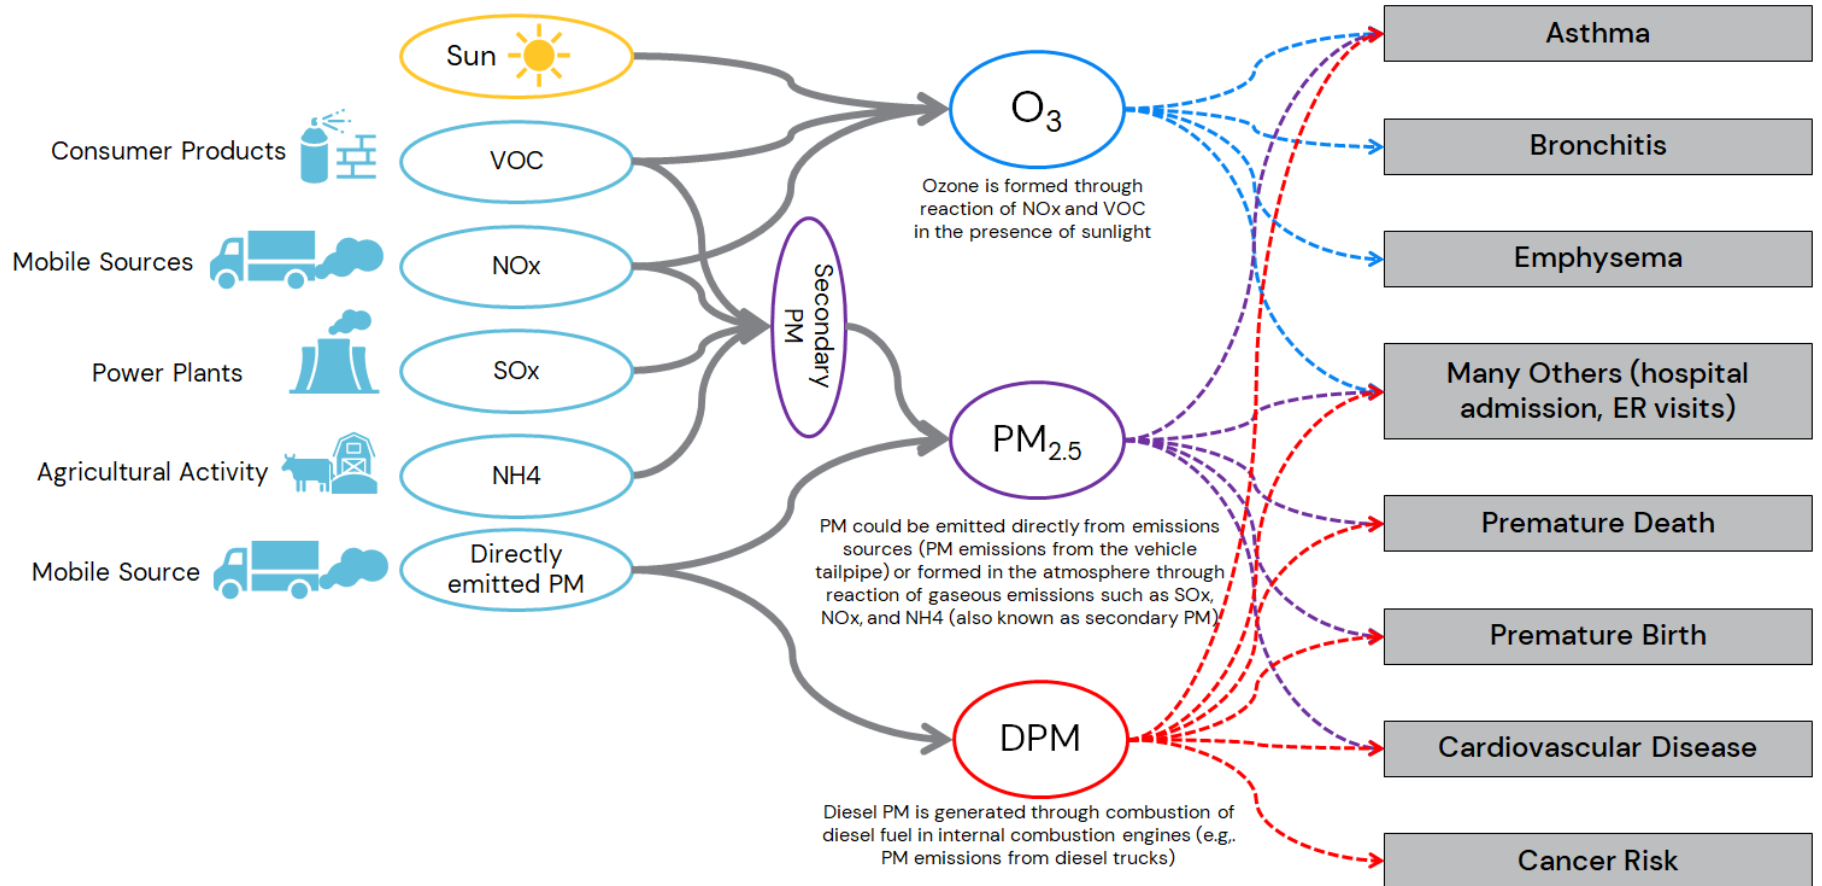 Sun
Consumer Products
VOC
Mobile Sources
NOx
Power Plants
SOx
Agricultural Activity
NH4
Mobile Source
Directly
emitted PM
Secondary
PM
O3
Ozone is formed through
reaction of NOx and VOC
in the presence of sunlight
PM2.5
PM could be emitted directly from emissions
sources (PM emissions from the vehicle
tailpipe) or formed in the atmosphere through
reaction of gaseous emissions such as SOx,
NOx, and NH4 (also known as secondary PM)
DPM
Diesel PM is generated through combustion of
diesel fuel in internal combustion engines (e.g,.
PM emissions from diesel trucks)
Asthma
Bronchitis
Emphysema
Many Others (hospital
admission, ER visits)
Premature Death
Premature Birth
Cardiovascular Disease
Cancer Risk